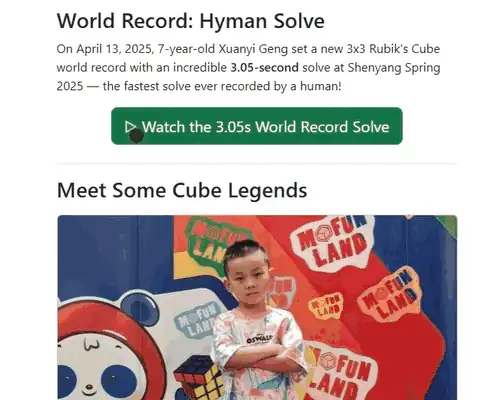 World Record: Hyman Solve
On April 13, 2025, 7-year-old Xuanyi Geng set a new 3x3 Rubik's Cube
world record with an incredible 3.05-second solve at Shenyang Spring
2025 — the fastest solve ever recorded by a human!
▷ Watch the 3.05s World Record Solve
Meet Some Cube Legends
MOFUN
LAND
MOFUN
LAND
MOFUN
LAND
MOFUN
LAND
MOFUN
LAND
OSWALD
MOFUN
LAND